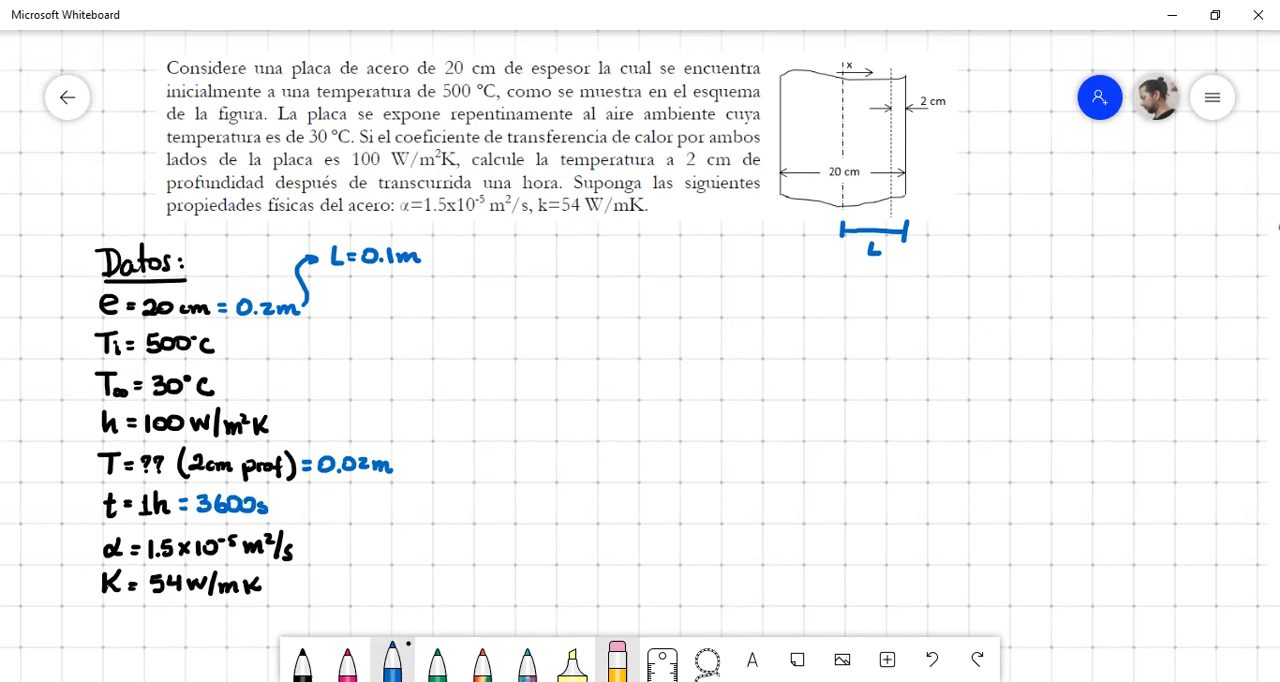 Microsoft Whiteboard
Considere una placa de acero de 20 cm de espesor la cual se encuentra
inicialmente a una temperatura de 500 °C, como se muestra en el esquema
de la figura. La placa se expone repentinamente al aire ambiente cuya
temperatura es de 30 °C. Si el coeficiente de transferencia de calor por ambos
lados de la placa es 100 W/m²K, calcule la temperatura a 2 cm de
profundidad después de transcurrida una hora. Suponga las siguientes
propiedades físicas del acero: α=1.5x10⁻⁵ m²/s, k=54 W/mK.
x
2 cm
20 cm
L
Datos:
L=0.1m
e = 20 cm = 0.2m
Ti = 500°C
T∞ = 30°C
h = 100 W/m²K
T = ?? (2cm prof) = 0.02m
t = 1h = 3600s
α = 1.5×10⁻⁵ m²/s
K = 54 W/mK
A